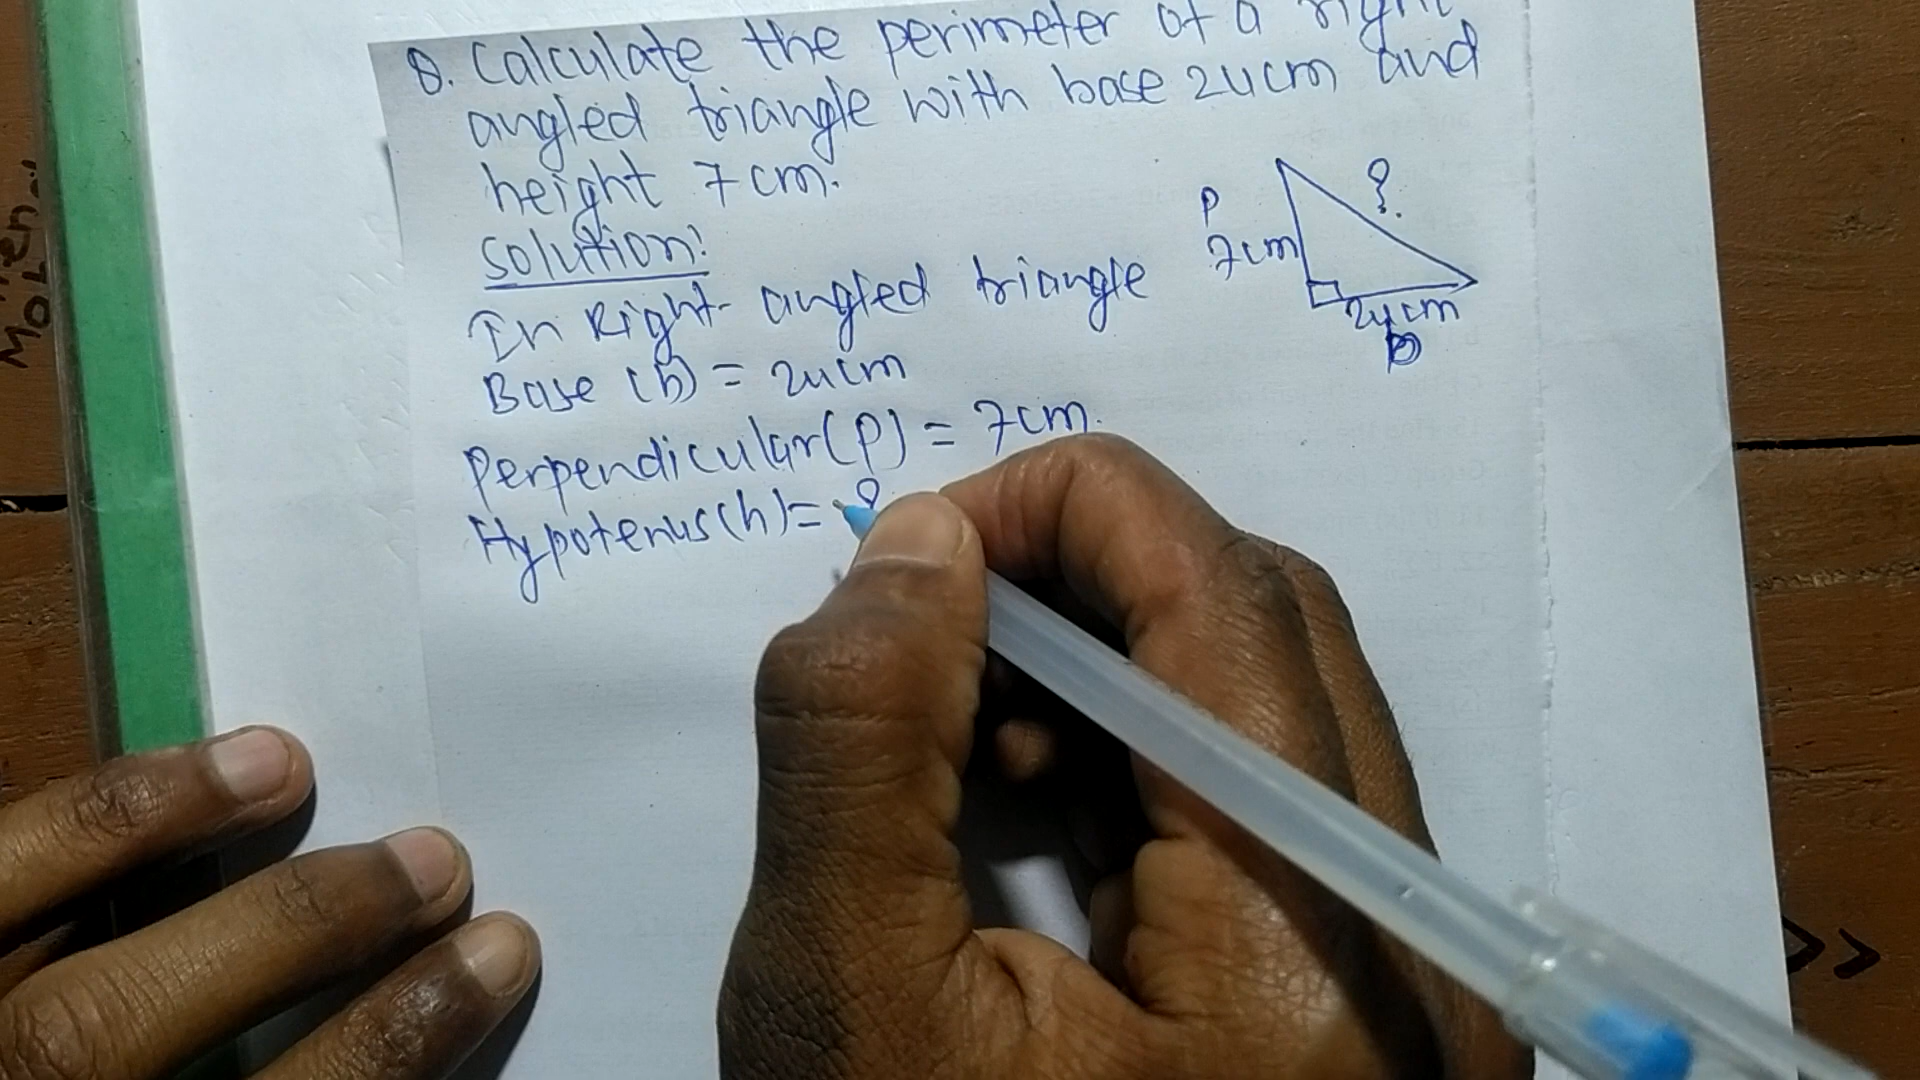 Q. Calculate the perimeter of a right
angled triangle with base 24cm and
height 7cm.
Solution:
In Right-angled triangle
Base (b) = 24cm
Perpendicular(p) = 7cm.
Hypotenus(h)= ?
P
7cm
?
24cm
b